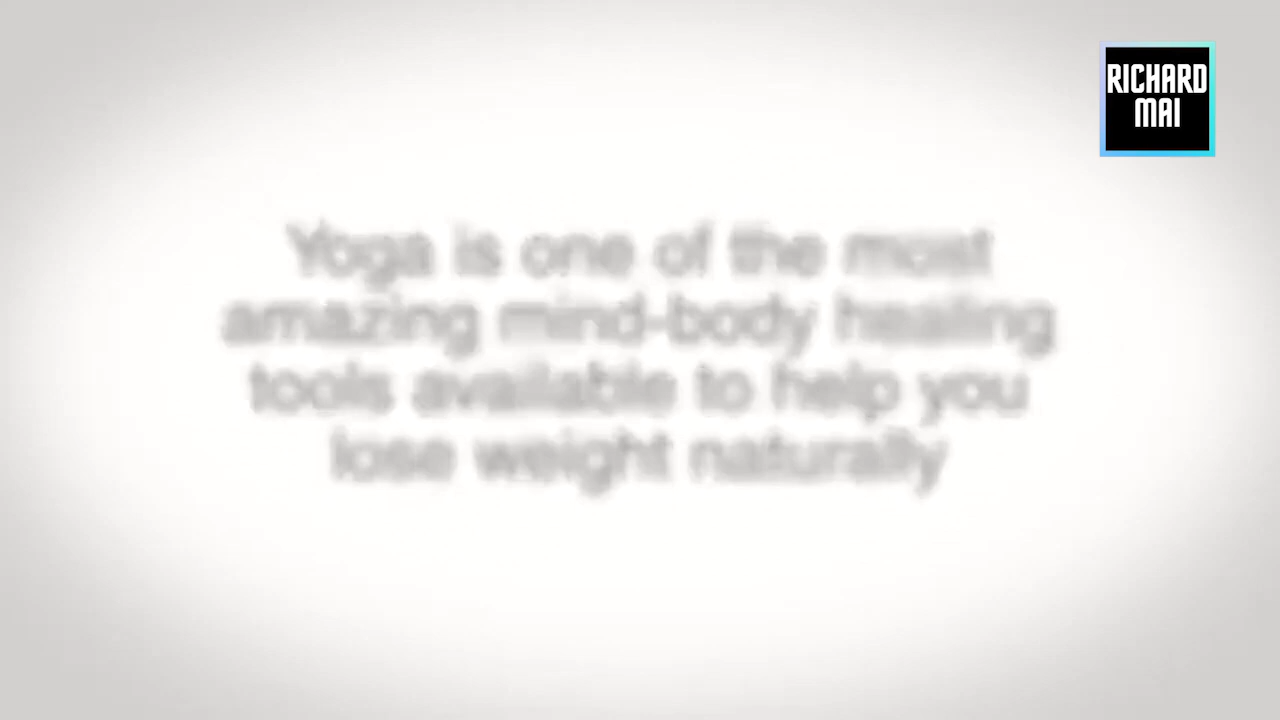 RICHARD
MAI
Yoga is one of the most
amazing mind-body healing
tools available to help you
lose weight naturally